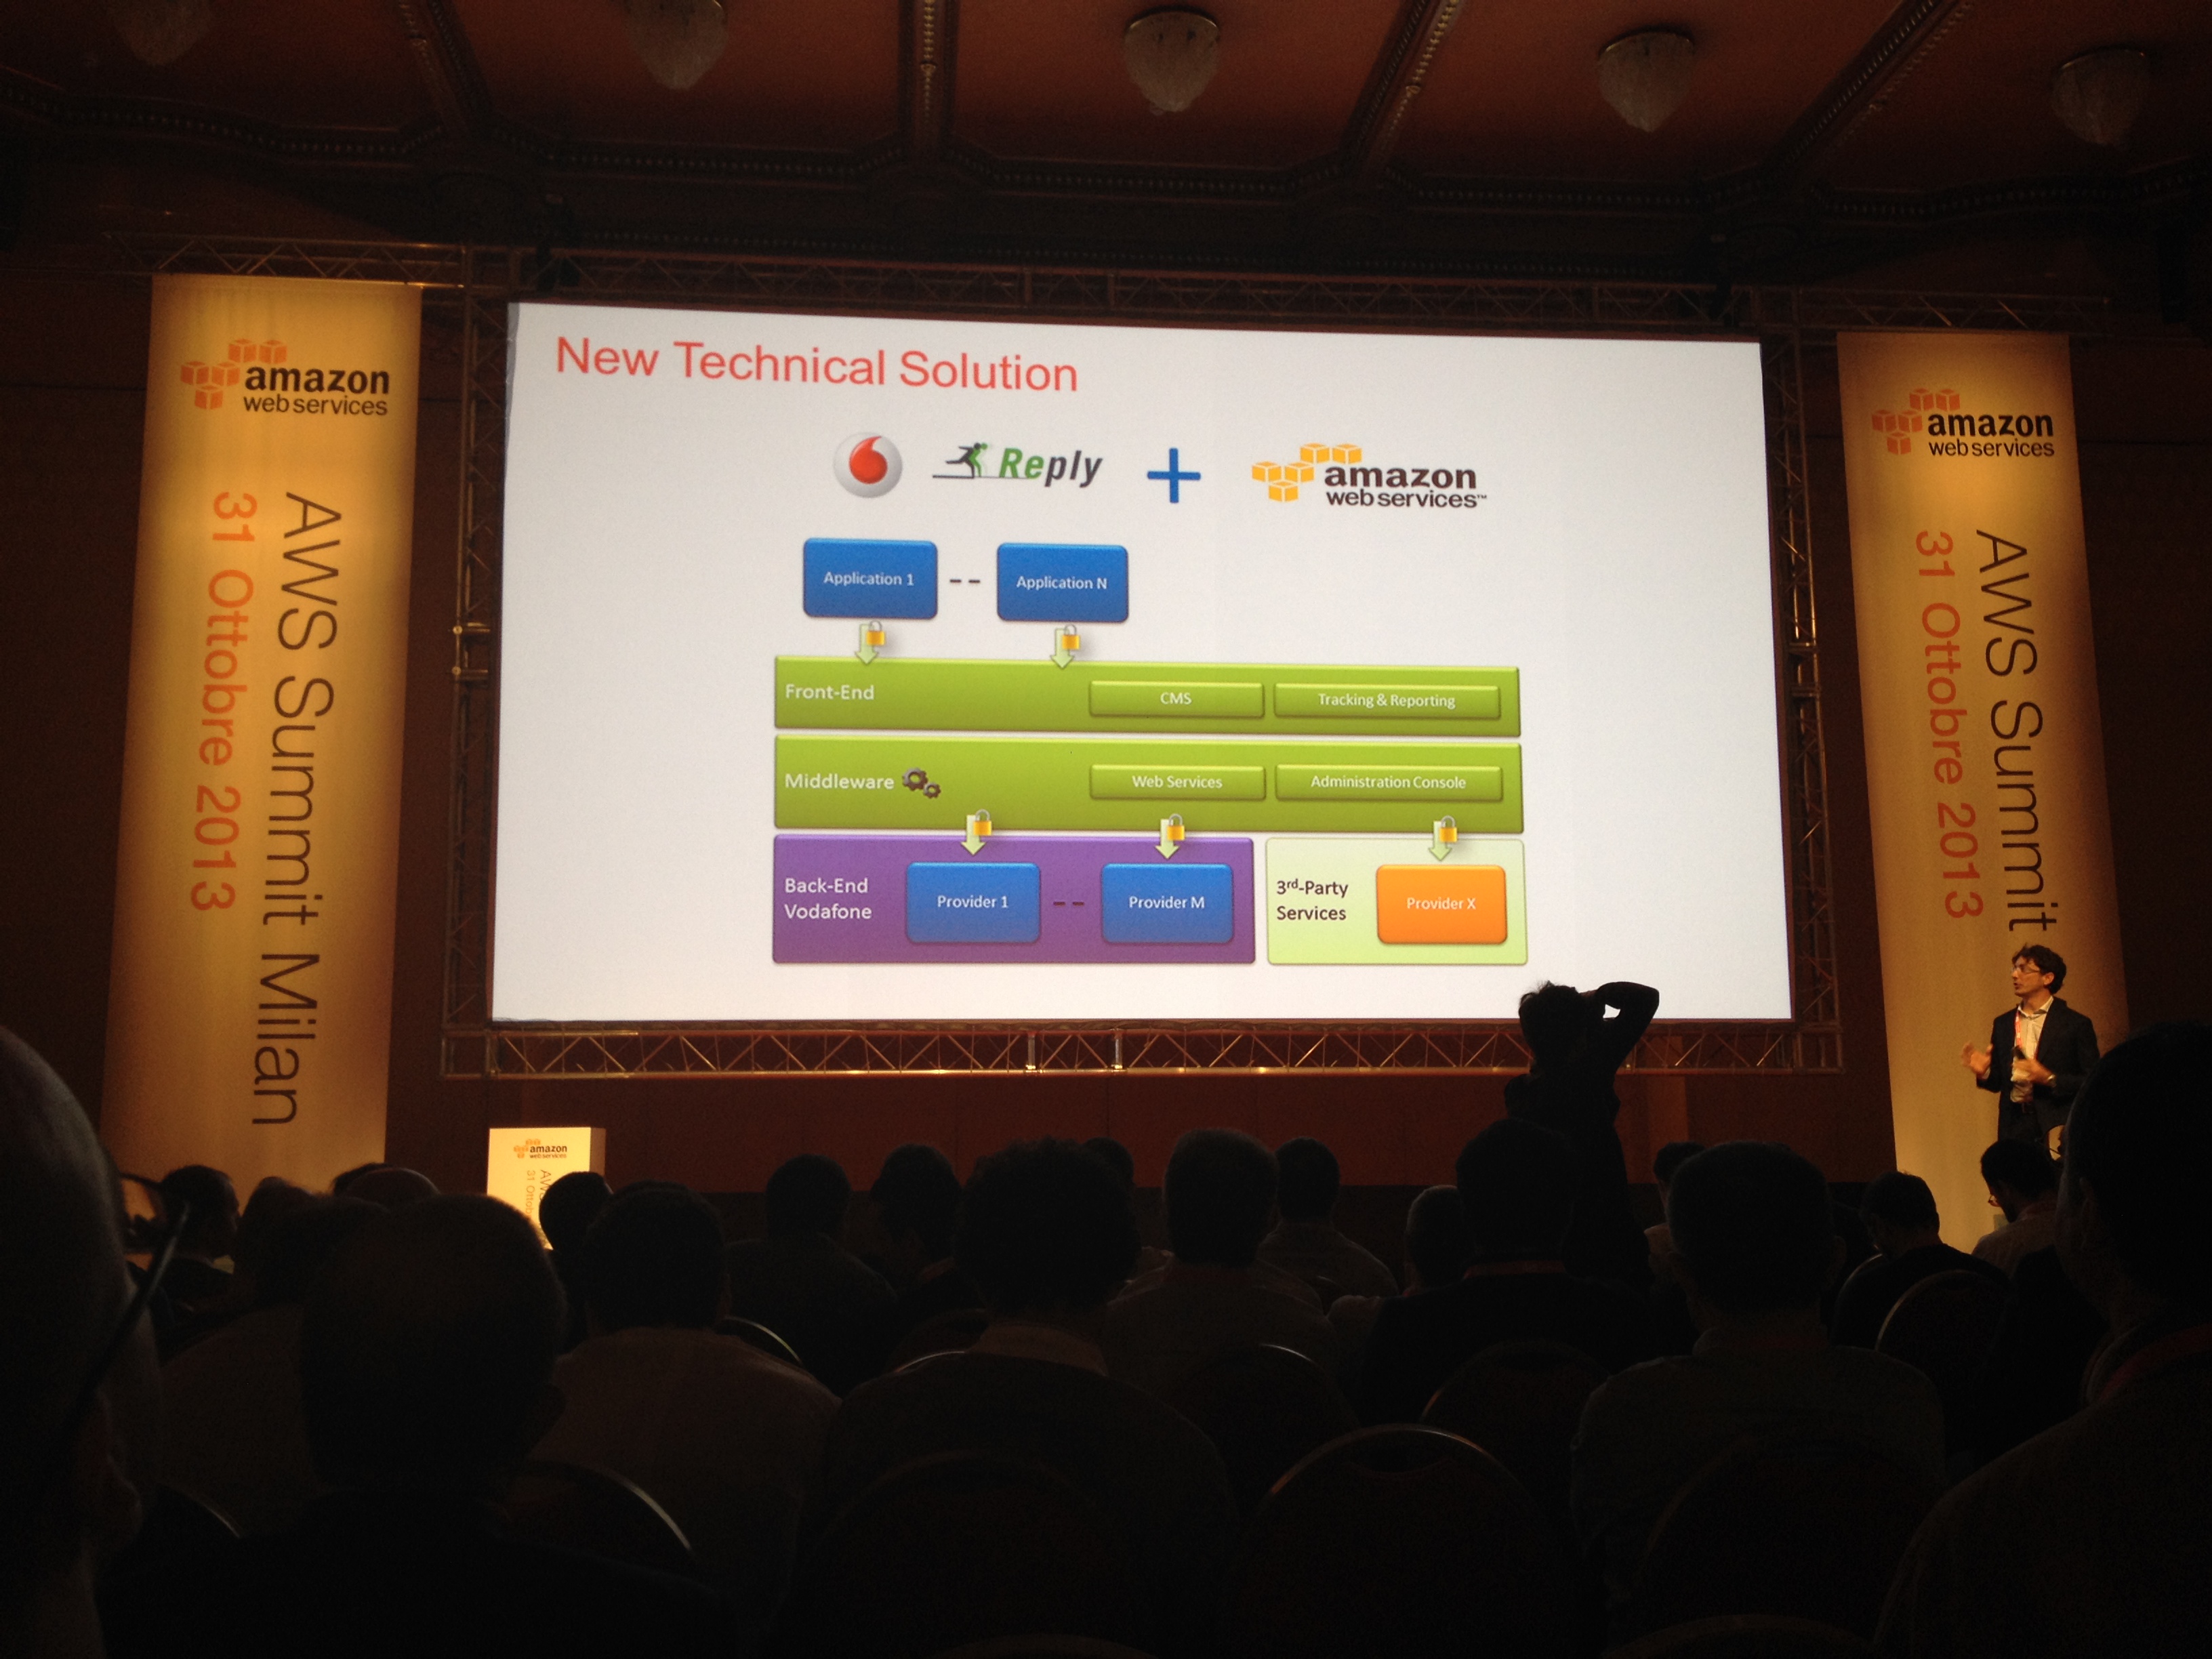 amazon
web services
AWS Summit Milan
31 Ottobre 2013
New Technical Solution
Reply
+
amazon
web services™
Application 1
--
Application N
Front-End
CMS
Tracking & Reporting
Middleware
Web Services
Administration Console
Back-End
Vodafone
Provider 1
--
Provider M
3rd-Party
Services
Provider X
amazon
web services
AWS Summit
31 Ottobre 2013
amazon
web services
AWS
31 Otto